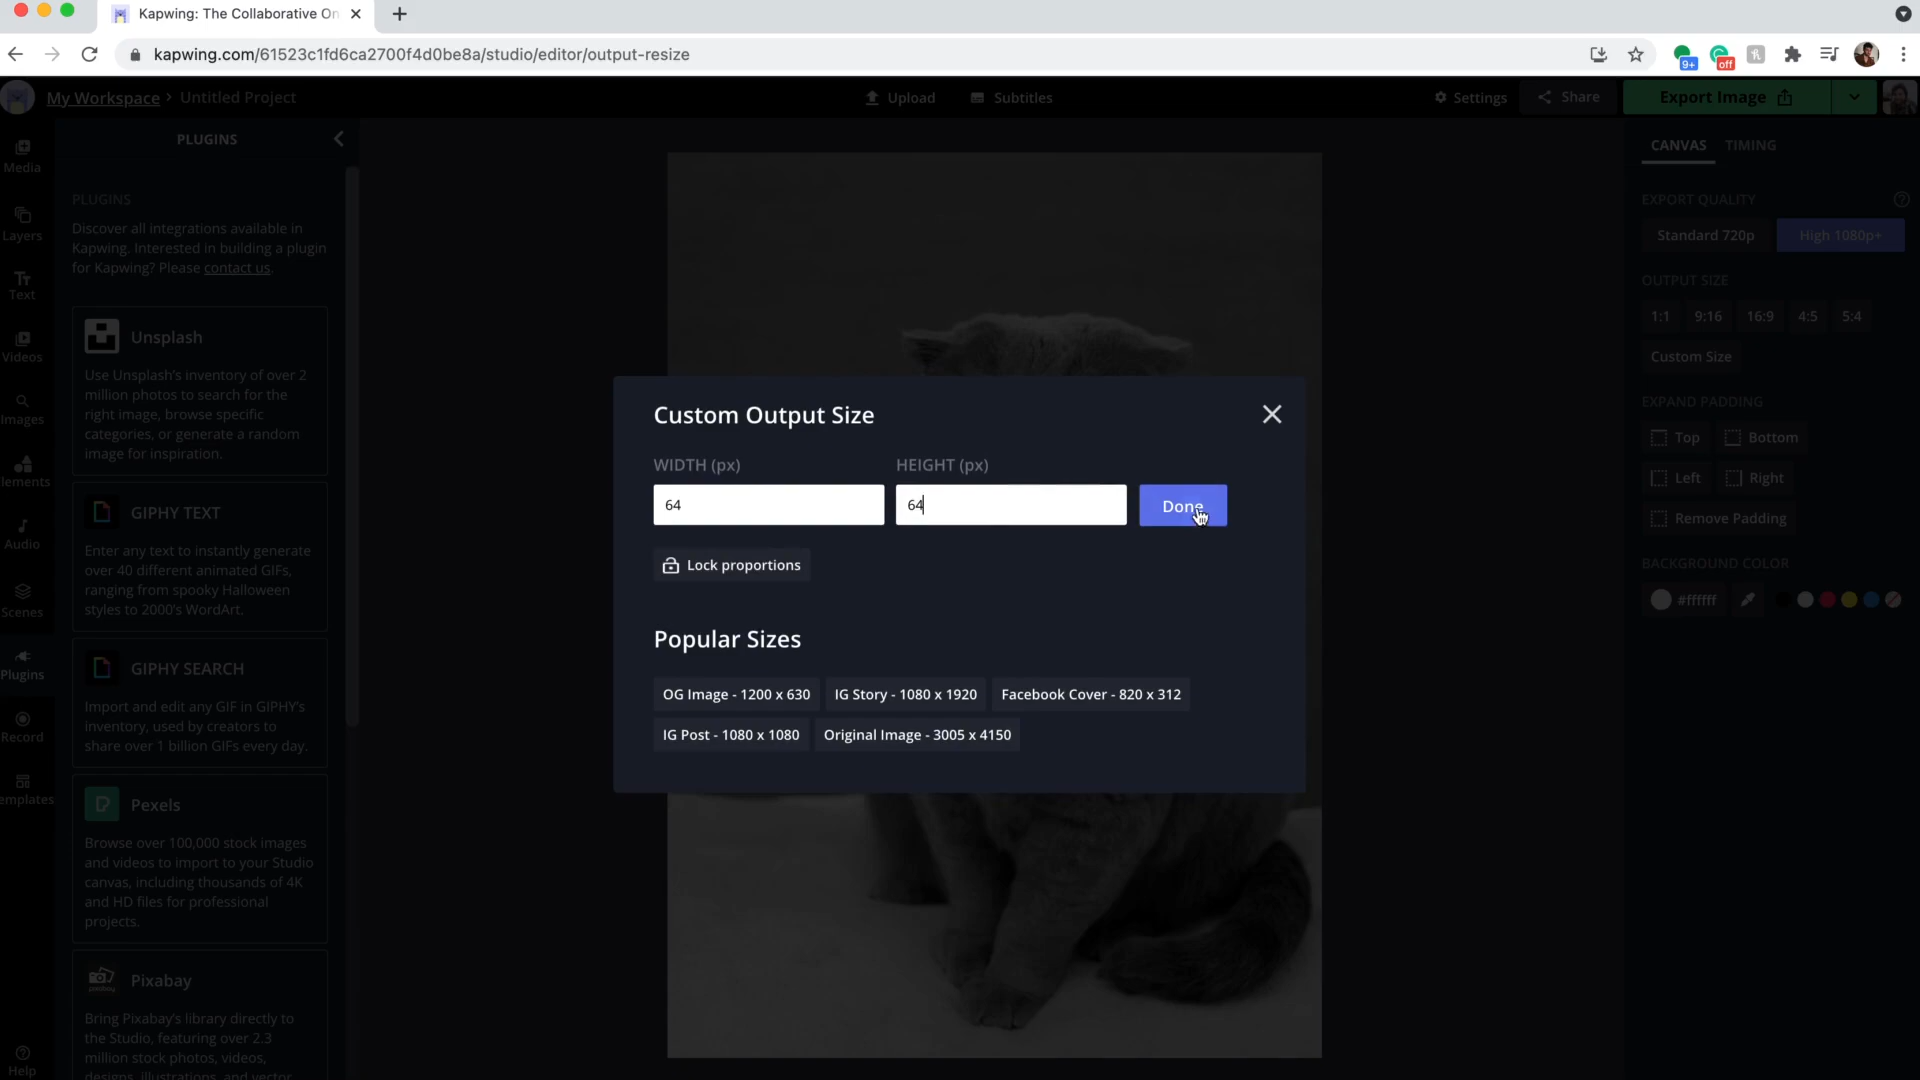 Kapwing: The Collaborative On
kapwing.com/61523c1fd6ca2700f4d0be8a/studio/editor/output-resize
9+
off
My Workspace > Untitled Project
Upload
Subtitles
Settings
Share
Export Image
Media
Layers
Text
Videos
Images
lements
Audio
Scenes
Plugins
Record
emplates
Help
PLUGINS
PLUGINS
Discover all integrations available in
Kapwing. Interested in building a plugin
for Kapwing? Please contact us.
Unsplash
Use Unsplash's inventory of over 2
million photos to search for the
right image, browse specific
categories, or generate a random
image for inspiration.
GIPHY TEXT
Enter any text to instantly generate
over 40 different animated GIFs,
ranging from spooky Halloween
styles to 2000's WordArt.
GIPHY SEARCH
Import and edit any GIF in GIPHY's
inventory, used by creators to
share over 1 billion GIFs every day.
Pexels
Browse over 100,000 stock images
and videos to import to your Studio
canvas, including thousands of 4K
and HD files for professional
projects.
pixabay
Pixabay
Bring Pixabay's library directly to
the Studio, featuring over 2.3
million stock photos, videos,
designs, illustrations, and vector
Custom Output Size
WIDTH (px) HEIGHT (px)
64 64 Done
Lock proportions
Popular Sizes
OG Image - 1200 x 630 IG Story - 1080 x 1920 Facebook Cover - 820 x 312
IG Post - 1080 x 1080 Original Image - 3005 x 4150
CANVAS TIMING
EXPORT QUALITY
Standard 720p High 1080p+
OUTPUT SIZE
1:1 9:16 16:9 4:5 5:4
Custom Size
EXPAND PADDING
Top Bottom
Left Right
Remove Padding
BACKGROUND COLOR
#ffffff